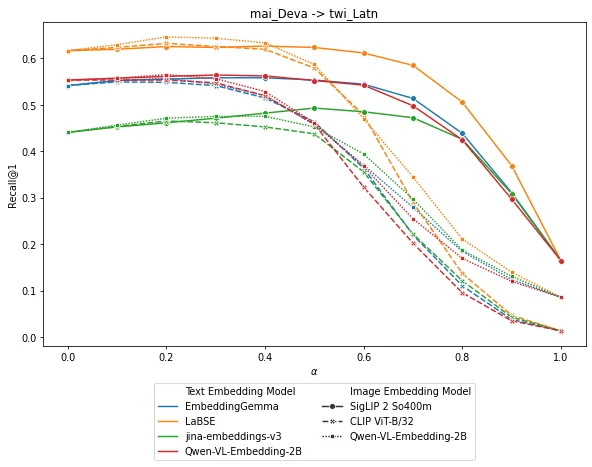 mai_Deva -> twi_Latn
Recall@1
0.6
0.5
0.4
0.3
0.2
0.1
0.0
0.0 0.2 0.4 0.6 0.8 1.0
α
Text Embedding Model
EmbeddingGemma
LaBSE
jina-embeddings-v3
Qwen-VL-Embedding-2B
Image Embedding Model
SigLIP 2 So400m
CLIP ViT-B/32
Qwen-VL-Embedding-2B